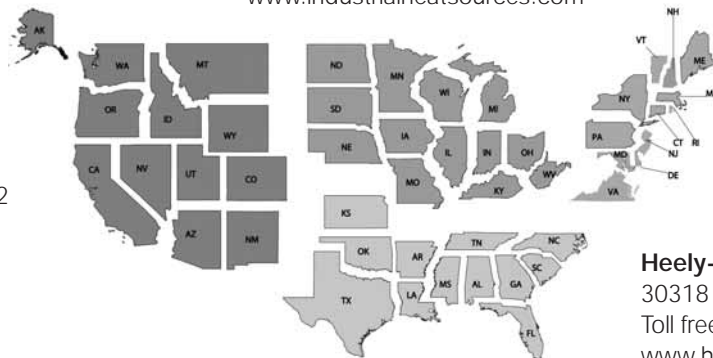 www.industrialheatsources.com
AK
WA
MT
OR
ID
WY
CA
NV
UT
CO
AZ
NM
ND
MN
SD
WI
MI
NE
IA
IL
IN
OH
MO
KY
WV
KS
OK
AR
TN
NC
TX
LA
MS
AL
GA
SC
FL
NH
VT
ME
NY
PA
CT
RI
NJ
MD
DE
VA
2
Heely-
30318
Toll free